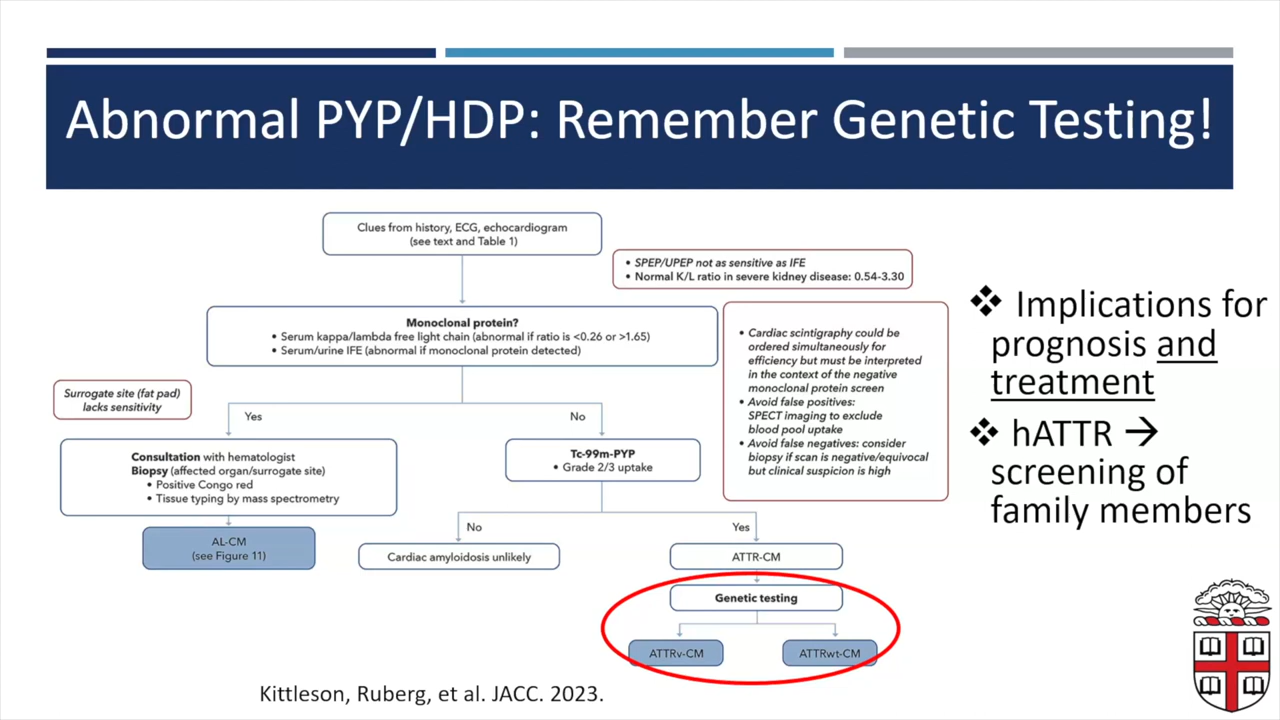 Abnormal PYP/HDP: Remember Genetic Testing!
Clues from history, ECG, echocardiogram
(see text and Table 1)
• SPEP/UPEP not as sensitive as IFE
• Normal K/L ratio in severe kidney disease: 0.54-3.30
Monoclonal protein?
• Serum kappa/lambda free light chain (abnormal if ratio is <0.26 or >1.65)
• Serum/urine IFE (abnormal if monoclonal protein detected)
• Cardiac scintigraphy could be
ordered simultaneously for
efficiency but must be interpreted
in the context of the negative
monoclonal protein screen
• Avoid false positives:
SPECT imaging to exclude
blood pool uptake
• Avoid false negatives: consider
biopsy if scan is negative/equivocal
but clinical suspicion is high
Surrogate site (fat pad)
lacks sensitivity
Yes
No
Consultation with hematologist
Biopsy (affected organ/surrogate site)
• Positive Congo red
• Tissue typing by mass spectrometry
Tc-99m-PYP
• Grade 2/3 uptake
AL-CM
(see Figure 11)
No
Yes
Cardiac amyloidosis unlikely
ATTR-CM
Genetic testing
ATTRv-CM
ATTRwt-CM
❖ Implications for
prognosis and
treatment
❖ hATTR →
screening of
family members
Kittleson, Ruberg, et al. JACC. 2023.